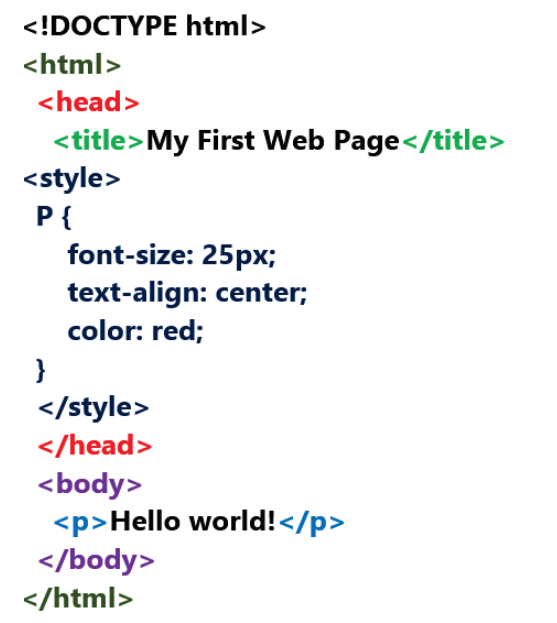 <!DOCTYPE html>
<html>
<head>
<title>My First Web Page</title>
<style>
P {
font-size: 25px;
text-align: center;
color: red;
}
</style>
</head>
<body>
<p>Hello world!</p>
</body>
</html>